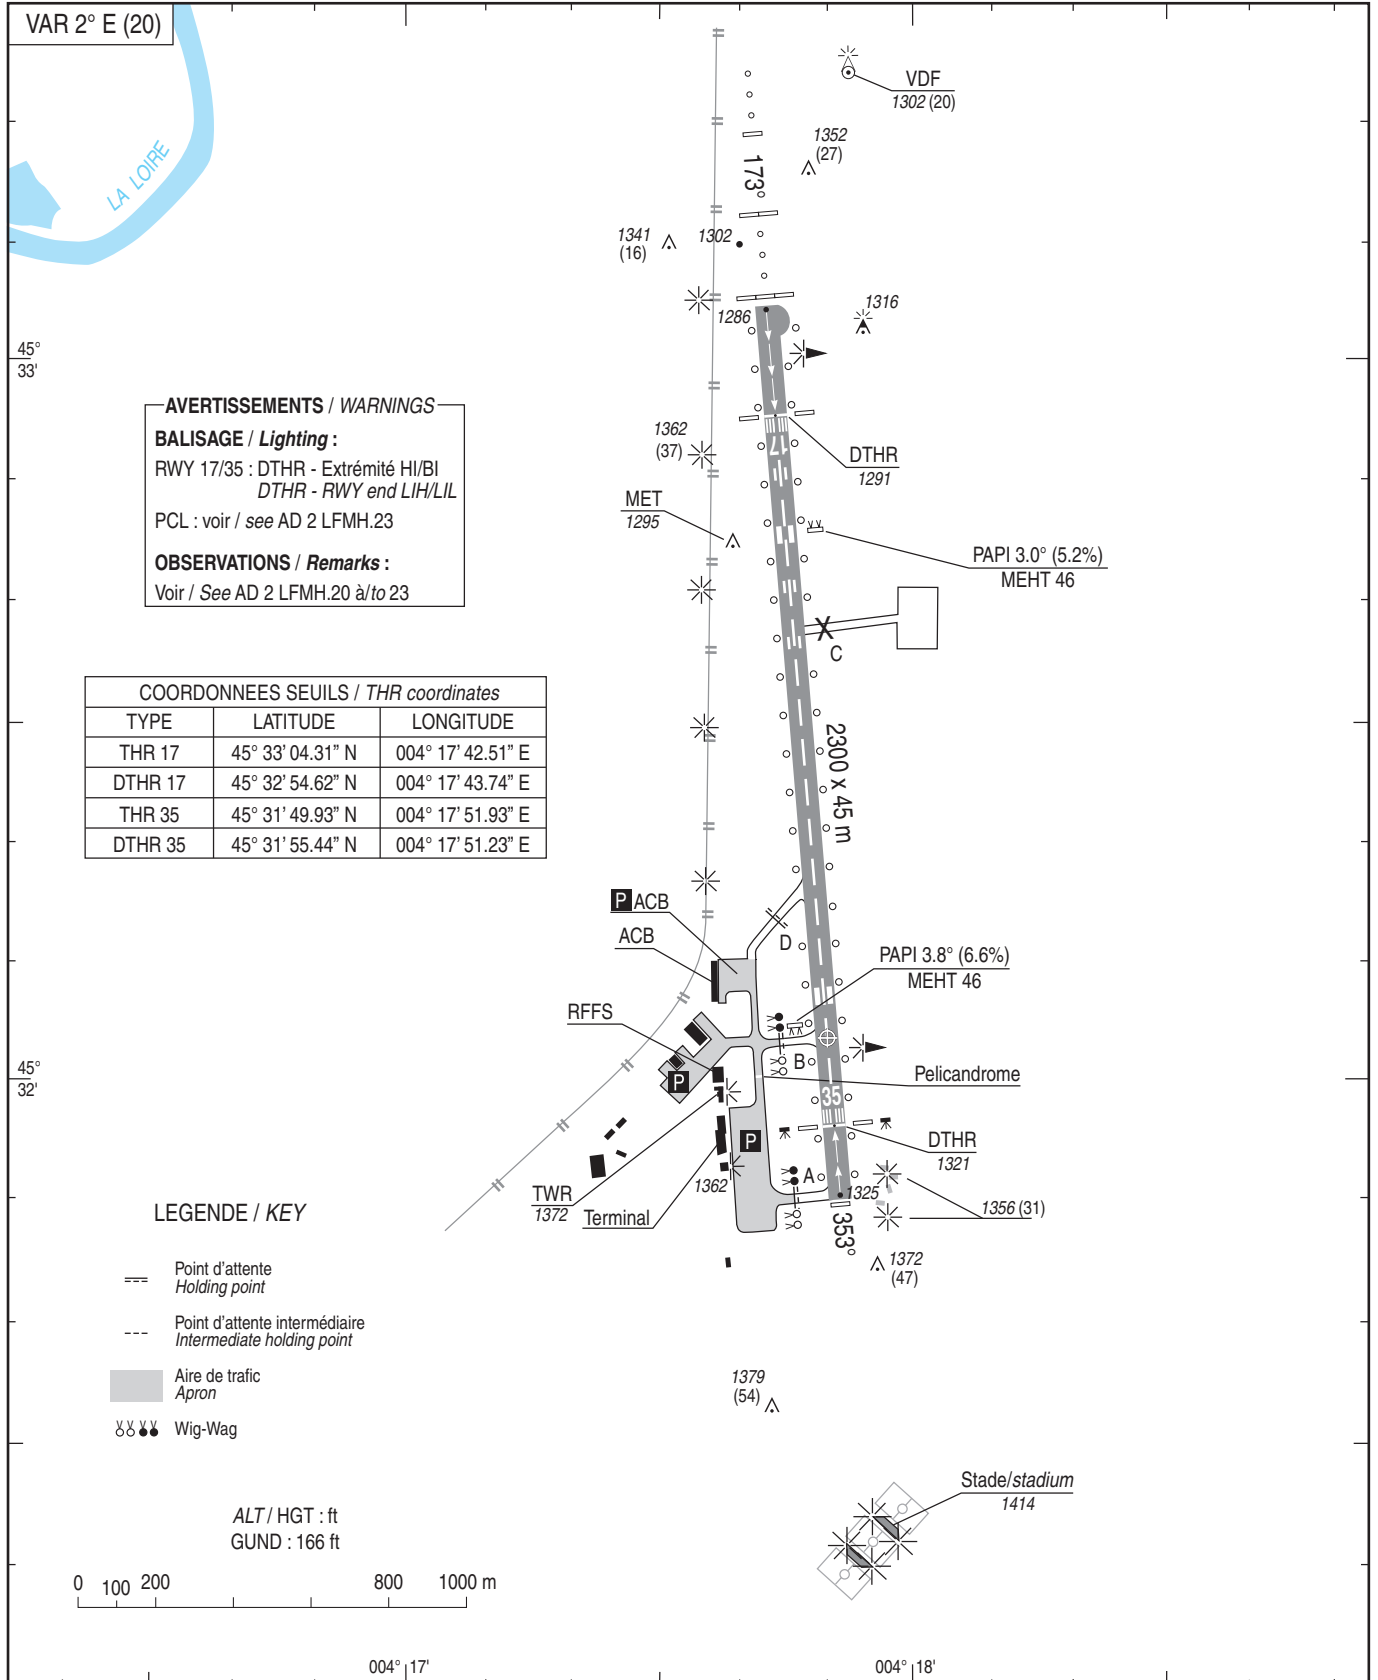 VAR 2° E (20)
LA LOIRE
VDF
1302 (20)
1352
(27)
173°
1341
(16)
1302
1286
1316
45°
33'
AVERTISSEMENTS / WARNINGS
BALISAGE / Lighting :
RWY 17/35 : DTHR - Extrémité HI/BI
DTHR - RWY end LIH/LIL
PCL : voir / see AD 2 LFMH.23
OBSERVATIONS / Remarks :
Voir / See AD 2 LFMH.20 à/to 23
1362
(37)
17
DTHR
1291
MET
1295
PAPI 3.0° (5.2%)
MEHT 46
X
C
COORDONNEES SEUILS / THR coordinates
TYPE LATITUDE LONGITUDE
THR 17 45° 33’ 04.31” N 004° 17’ 42.51” E
DTHR 17 45° 32’ 54.62” N 004° 17’ 43.74” E
THR 35 45° 31’ 49.93” N 004° 17’ 51.93” E
DTHR 35 45° 31’ 55.44” N 004° 17’ 51.23” E
2300 x 45 m
P ACB
ACB
D
PAPI 3.8° (6.6%)
MEHT 46
RFFS
B
45°
32'
P
Pelicandrome
35
P
DTHR
1321
A
1362
1325
TWR
1372
Terminal
1356 (31)
353°
1372
(47)
LEGENDE / KEY
Point d’attente
Holding point
Point d’attente intermédiaire
Intermediate holding point
Aire de trafic
Apron
Wig-Wag
1379
(54)
Stade/stadium
1414
ALT / HGT : ft
GUND : 166 ft
0 100 200 800 1000 m
004° 17' 004° 18'